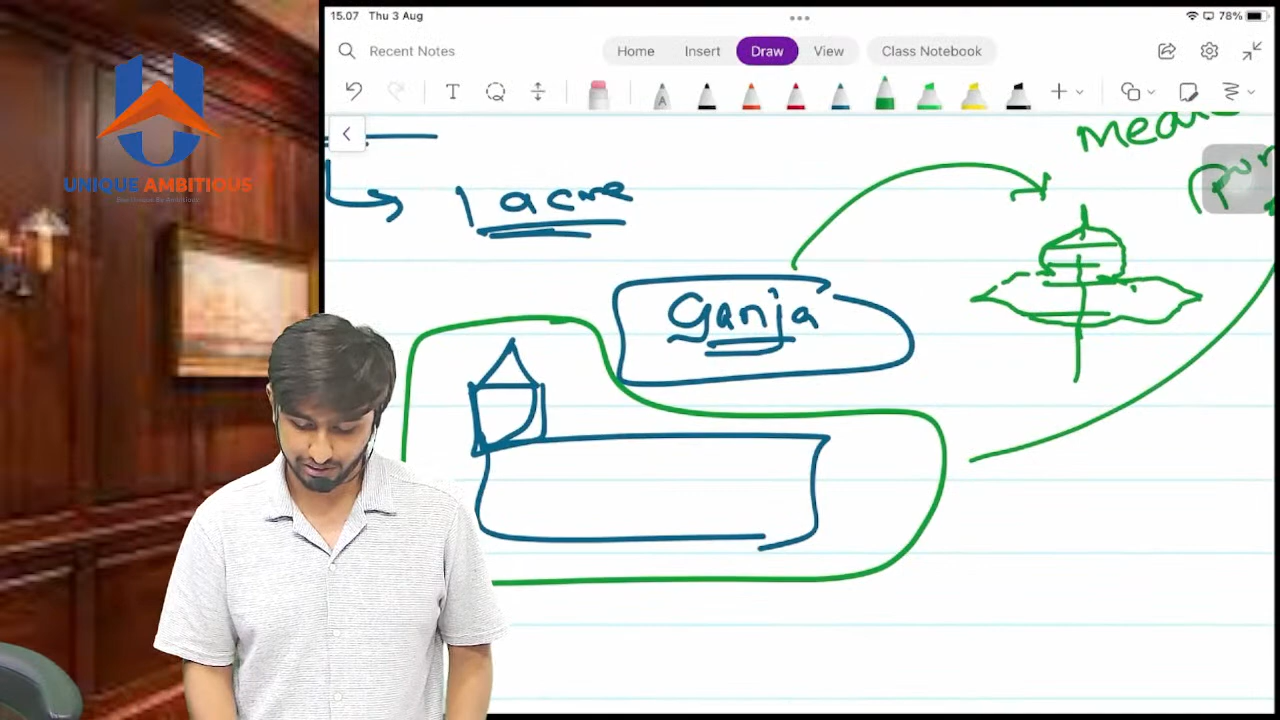 15.07 Thu 3 Aug
78%
Recent Notes
Home Insert Draw View Class Notebook
UNIQUE AMBITIOUS
1 acre
Ganja